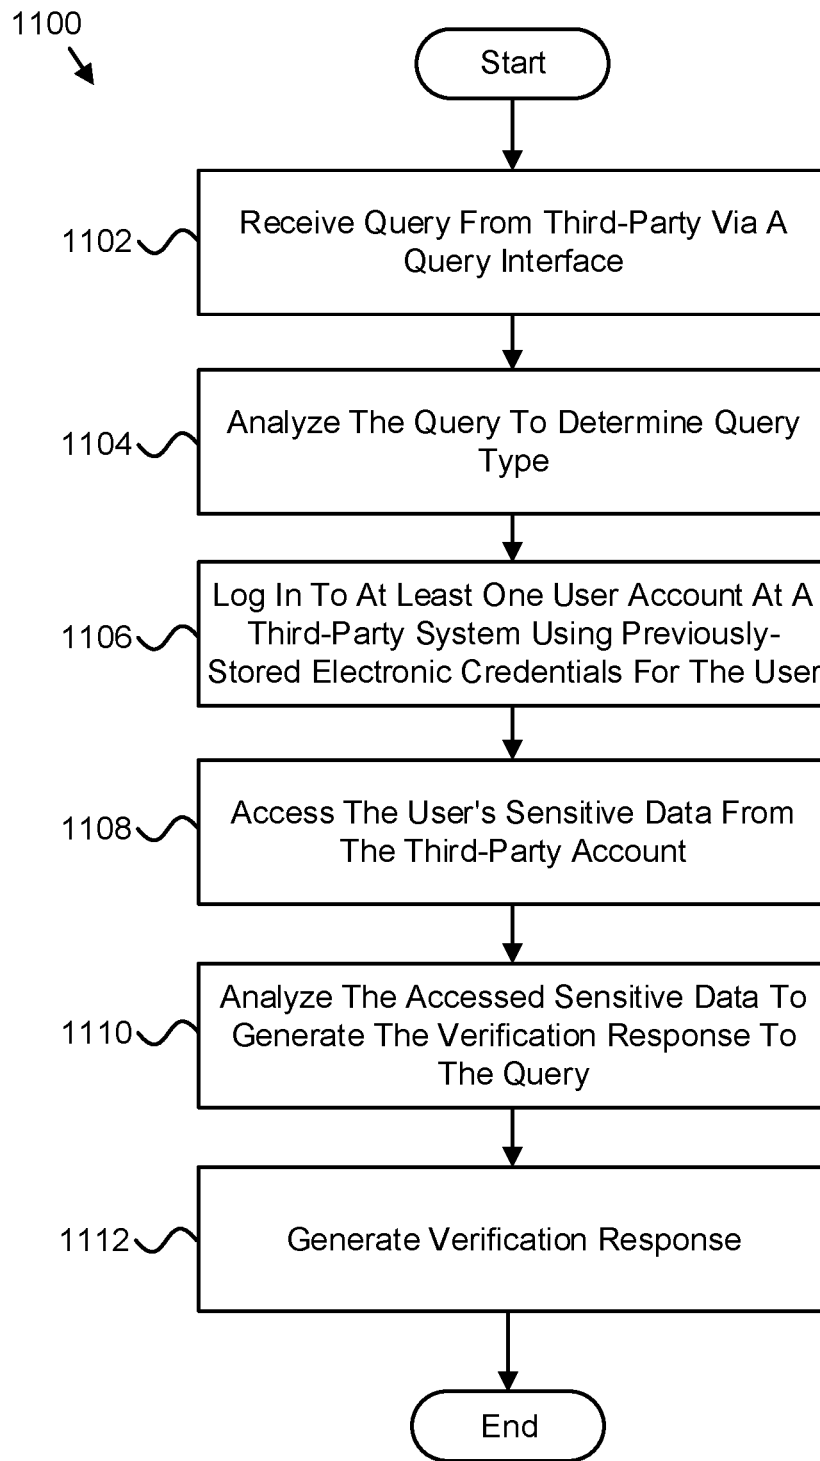 1100
Start
1102
Receive Query From Third-Party Via A
Query Interface
1104
Analyze The Query To Determine Query
Type
1106
Log In To At Least One User Account At A
Third-Party System Using Previously-
Stored Electronic Credentials For The User
1108
Access The User's Sensitive Data From
The Third-Party Account
1110
Analyze The Accessed Sensitive Data To
Generate The Verification Response To
The Query
1112
Generate Verification Response
End